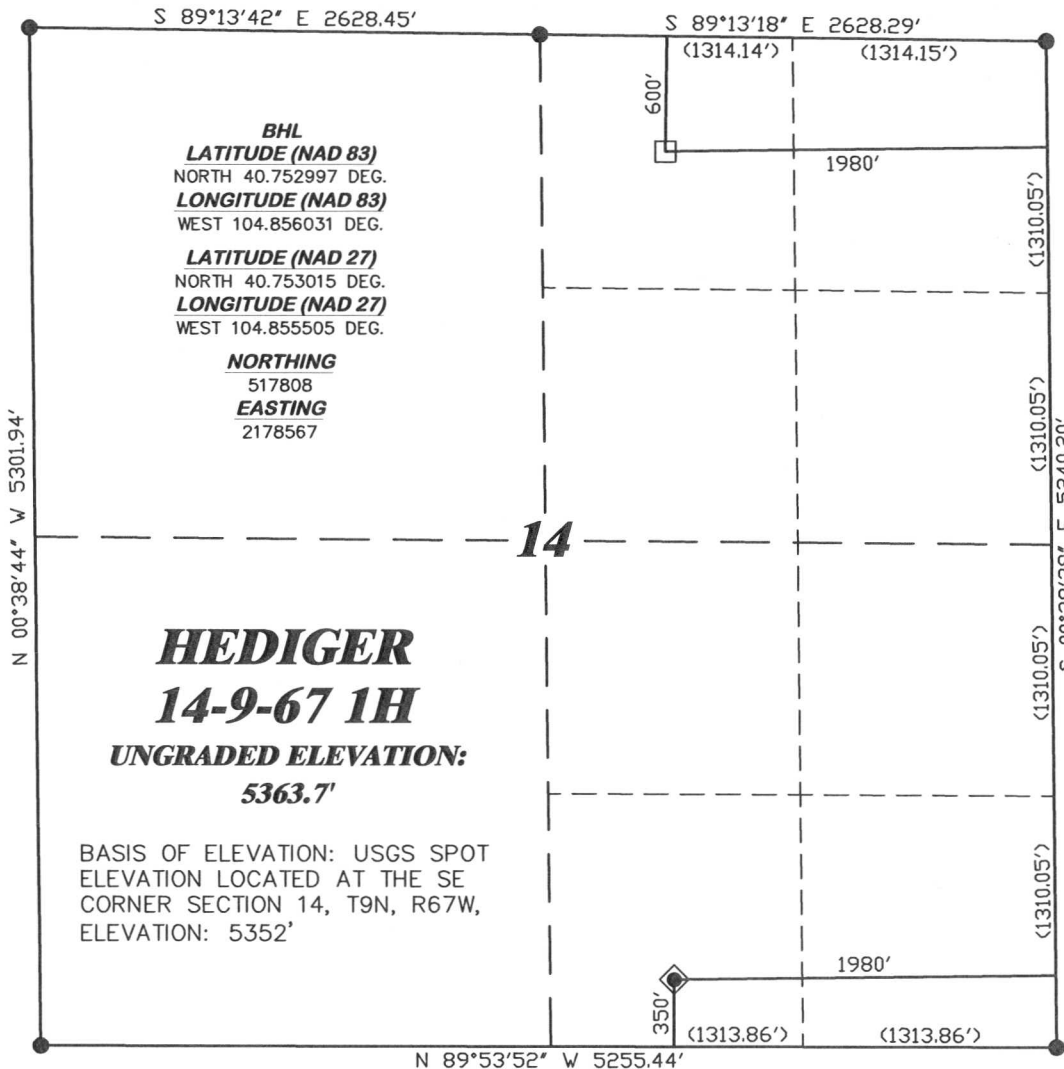 S 89°13'42" E 2628.45'
S 89°13'18" E 2628.29'
(1314.14')
(1314.15')
600'
BHL
LATITUDE (NAD 83)
NORTH 40.752997 DEG.
LONGITUDE (NAD 83)
WEST 104.856031 DEG.
LATITUDE (NAD 27)
NORTH 40.753015 DEG.
LONGITUDE (NAD 27)
WEST 104.855505 DEG.
NORTHING
517808
EASTING
2178567
1980'
(1310.05')
(1310.05')
N 00°38'44" W 5301.94'
14
HEDIGER
14-9-67 1H
UNGRADED ELEVATION:
5363.7'
(1310.05')
BASIS OF ELEVATION: USGS SPOT
ELEVATION LOCATED AT THE SE
CORNER SECTION 14, T9N, R67W,
ELEVATION: 5352'
(1310.05')
1980'
350'
(1313.86')
(1313.86')
N 89°53'52" W 5255.44'